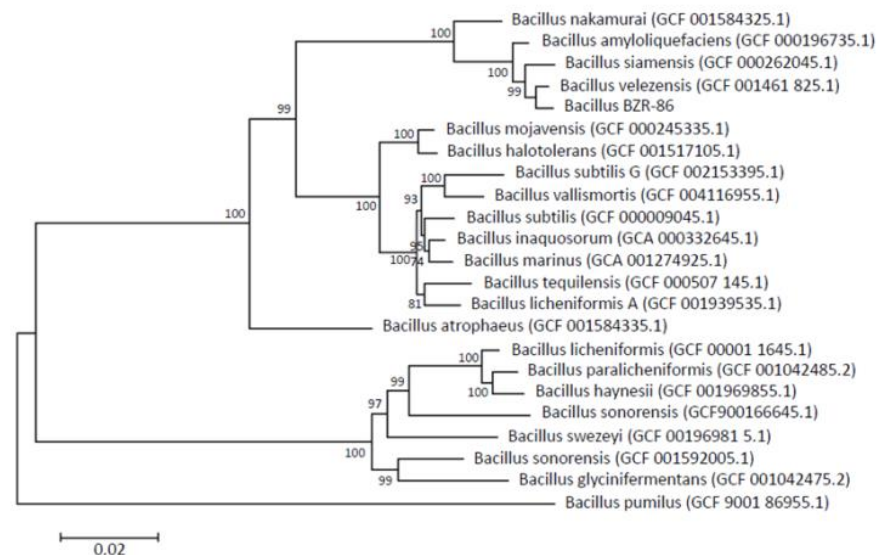 Bacillus nakamurai (GCF 001584325.1)
100
Bacillus amyloliquefaciens (GCF 000196735.1)
100
Bacillus siamensis (GCF 000262045.1)
99
Bacillus velezensis (GCF 001461 825.1)
Bacillus BZR-86
99
Bacillus mojavensis (GCF 000245335.1)
100
Bacillus halotolerans (GCF 001517105.1)
Bacillus subtilis G (GCF 002153395.1)
100
Bacillus vallismortis (GCF 004116955.1)
93
100
Bacillus subtilis (GCF 000009045.1)
100
Bacillus inaquosorum (GCA 000332645.1)
95
Bacillus marinus (GCA 001274925.1)
100
74
Bacillus tequilensis (GCF 000507 145.1)
81
Bacillus licheniformis A (GCF 001939535.1)
Bacillus atrophaeus (GCF 001584335.1)
Bacillus licheniformis (GCF 00001 1645.1)
100
Bacillus paralicheniformis (GCF 001042485.2)
99
100
Bacillus haynesii (GCF 001969855.1)
97
Bacillus sonorensis (GCF900166645.1)
Bacillus swezeyi (GCF 00196981 5.1)
100
Bacillus sonorensis (GCF 001592005.1)
99
Bacillus glycinifermentans (GCF 001042475.2)
Bacillus pumilus (GCF 9001 86955.1)
0.02